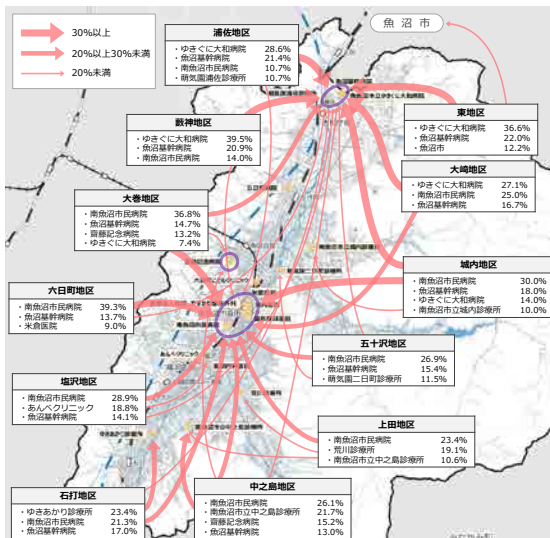 30%以上
20%以上30%未満
20%未満
魚沼市
浦佐地区
・ゆきぐに大和病院 28.6%
・魚沼基幹病院 21.4%
・南魚沼市民病院 10.7%
・萌気園浦佐診療所 10.7%
藪神地区
・ゆきぐに大和病院 39.5%
・魚沼基幹病院 20.9%
・南魚沼市民病院 14.0%
東地区
・ゆきぐに大和病院 36.6%
・魚沼基幹病院 22.0%
・魚沼市 12.2%
大崎地区
・ゆきぐに大和病院 27.1%
・南魚沼市民病院 25.0%
・魚沼基幹病院 16.7%
大巻地区
・南魚沼市民病院 36.8%
・魚沼基幹病院 14.7%
・齋藤記念病院 13.2%
・ゆきぐに大和病院 7.4%
城内地区
・南魚沼市民病院 30.0%
・魚沼基幹病院 18.0%
・ゆきぐに大和病院 14.0%
・南魚沼市立城内診療所 10.0%
六日町地区
・南魚沼市民病院 39.3%
・魚沼基幹病院 13.7%
・米倉医院 9.0%
五十沢地区
・南魚沼市民病院 26.9%
・魚沼基幹病院 15.4%
・萌気園二日町診療所 11.5%
塩沢地区
・南魚沼市民病院 28.9%
・あんべクリニック 18.8%
・魚沼基幹病院 14.1%
上田地区
・南魚沼市民病院 23.4%
・荒川診療所 19.1%
・南魚沼市立中之島診療所 10.6%
石打地区
・ゆきあかり診療所 23.4%
・南魚沼市民病院 21.3%
・魚沼基幹病院 17.0%
中之島地区
・南魚沼市民病院 26.1%
・南魚沼市立中之島診療所 21.7%
・齋藤記念病院 15.2%
・魚沼基幹病院 13.0%